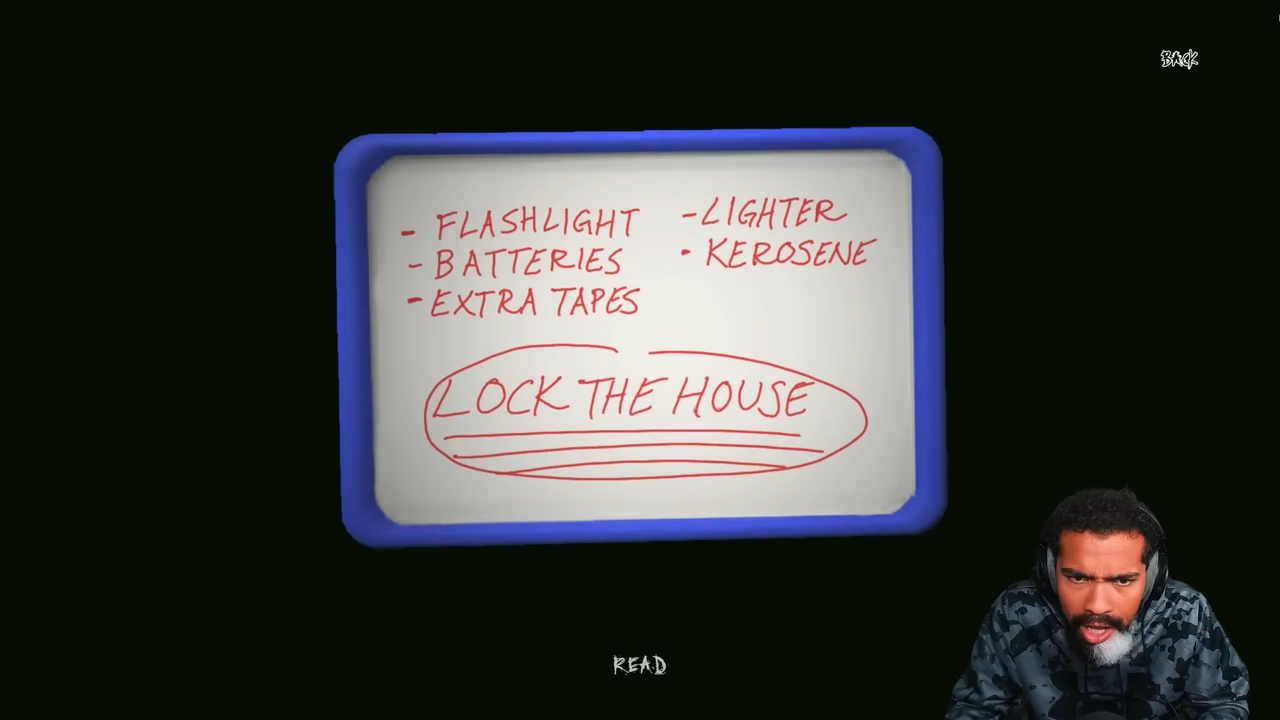 BACK
- FLASHLIGHT
- BATTERIES
- EXTRA TAPES
- LIGHTER
- KEROSENE
LOCK THE HOUSE
READ